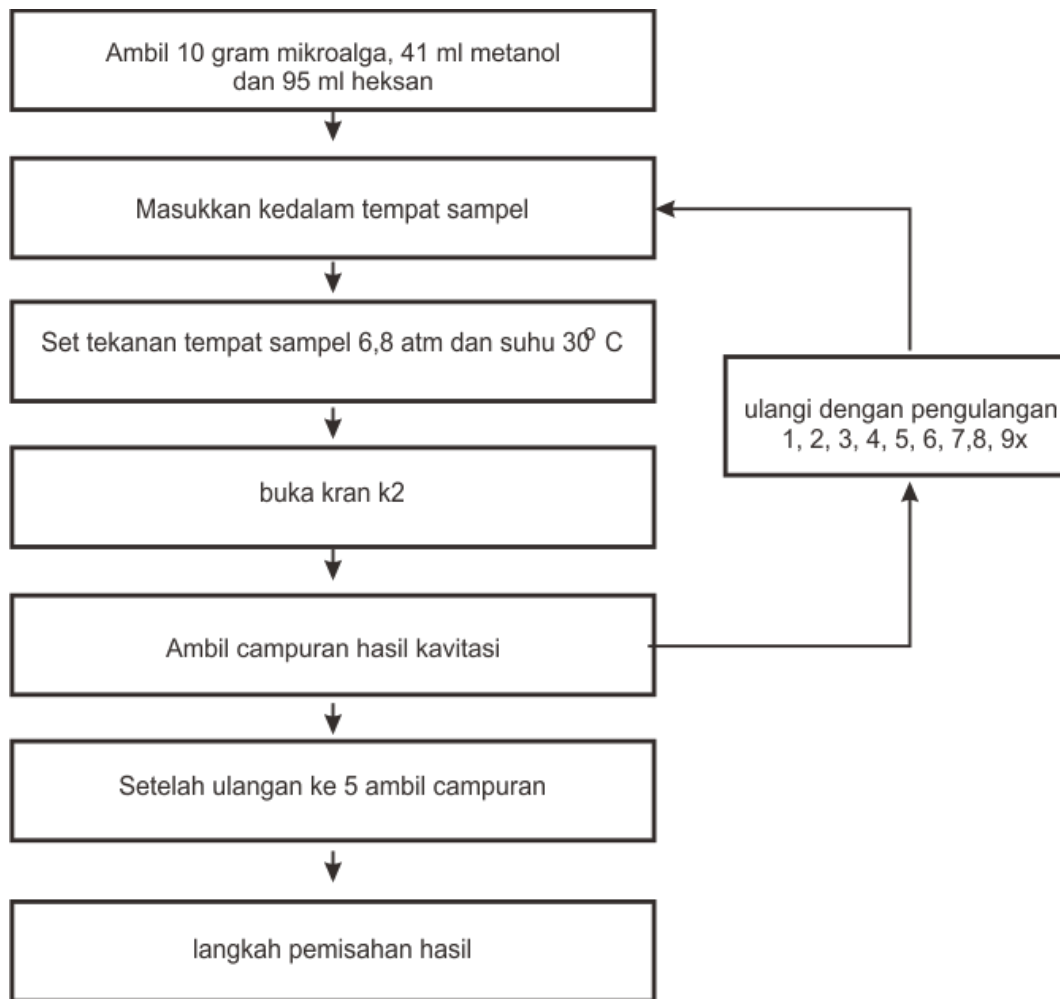 Ambil 10 gram mikroalga, 41 ml metanol
dan 95 ml heksan
Masukkan kedalam tempat sampel
Set tekanan tempat sampel 6,8 atm dan suhu 30⁰ C
ulangi dengan pengulangan
1, 2, 3, 4, 5, 6, 7,8, 9x
buka kran k2
Ambil campuran hasil kavitasi
Setelah ulangan ke 5 ambil campuran
langkah pemisahan hasil